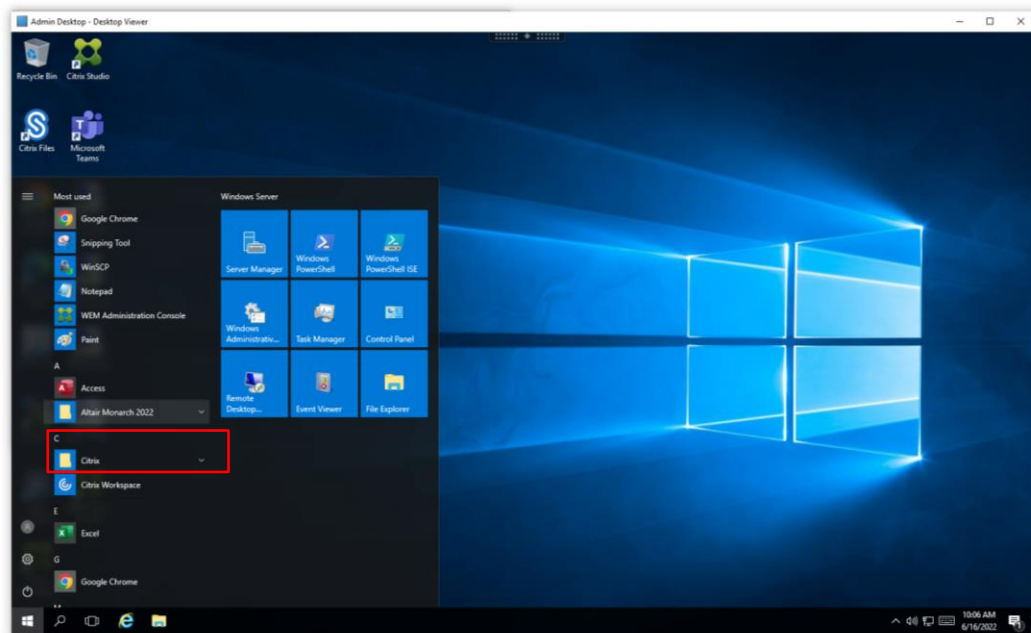 Admin Desktop - Desktop Viewer
Recycle Bin
Citrix Studio
Citrix Files
Microsoft
Teams
Most used
Google Chrome
Snipping Tool
WinSCP
Notepad
WEM Administration Console
Paint
A
Access
Altair Monarch 2022
C
Citrix
Citrix Workspace
E
Excel
G
Google Chrome
Windows Server
Server Manager
Windows
PowerShell
Windows
PowerShell ISE
Windows
Administrativ...
Task Manager
Control Panel
Remote
Desktop...
Event Viewer
File Explorer
10:06 AM
6/16/2022